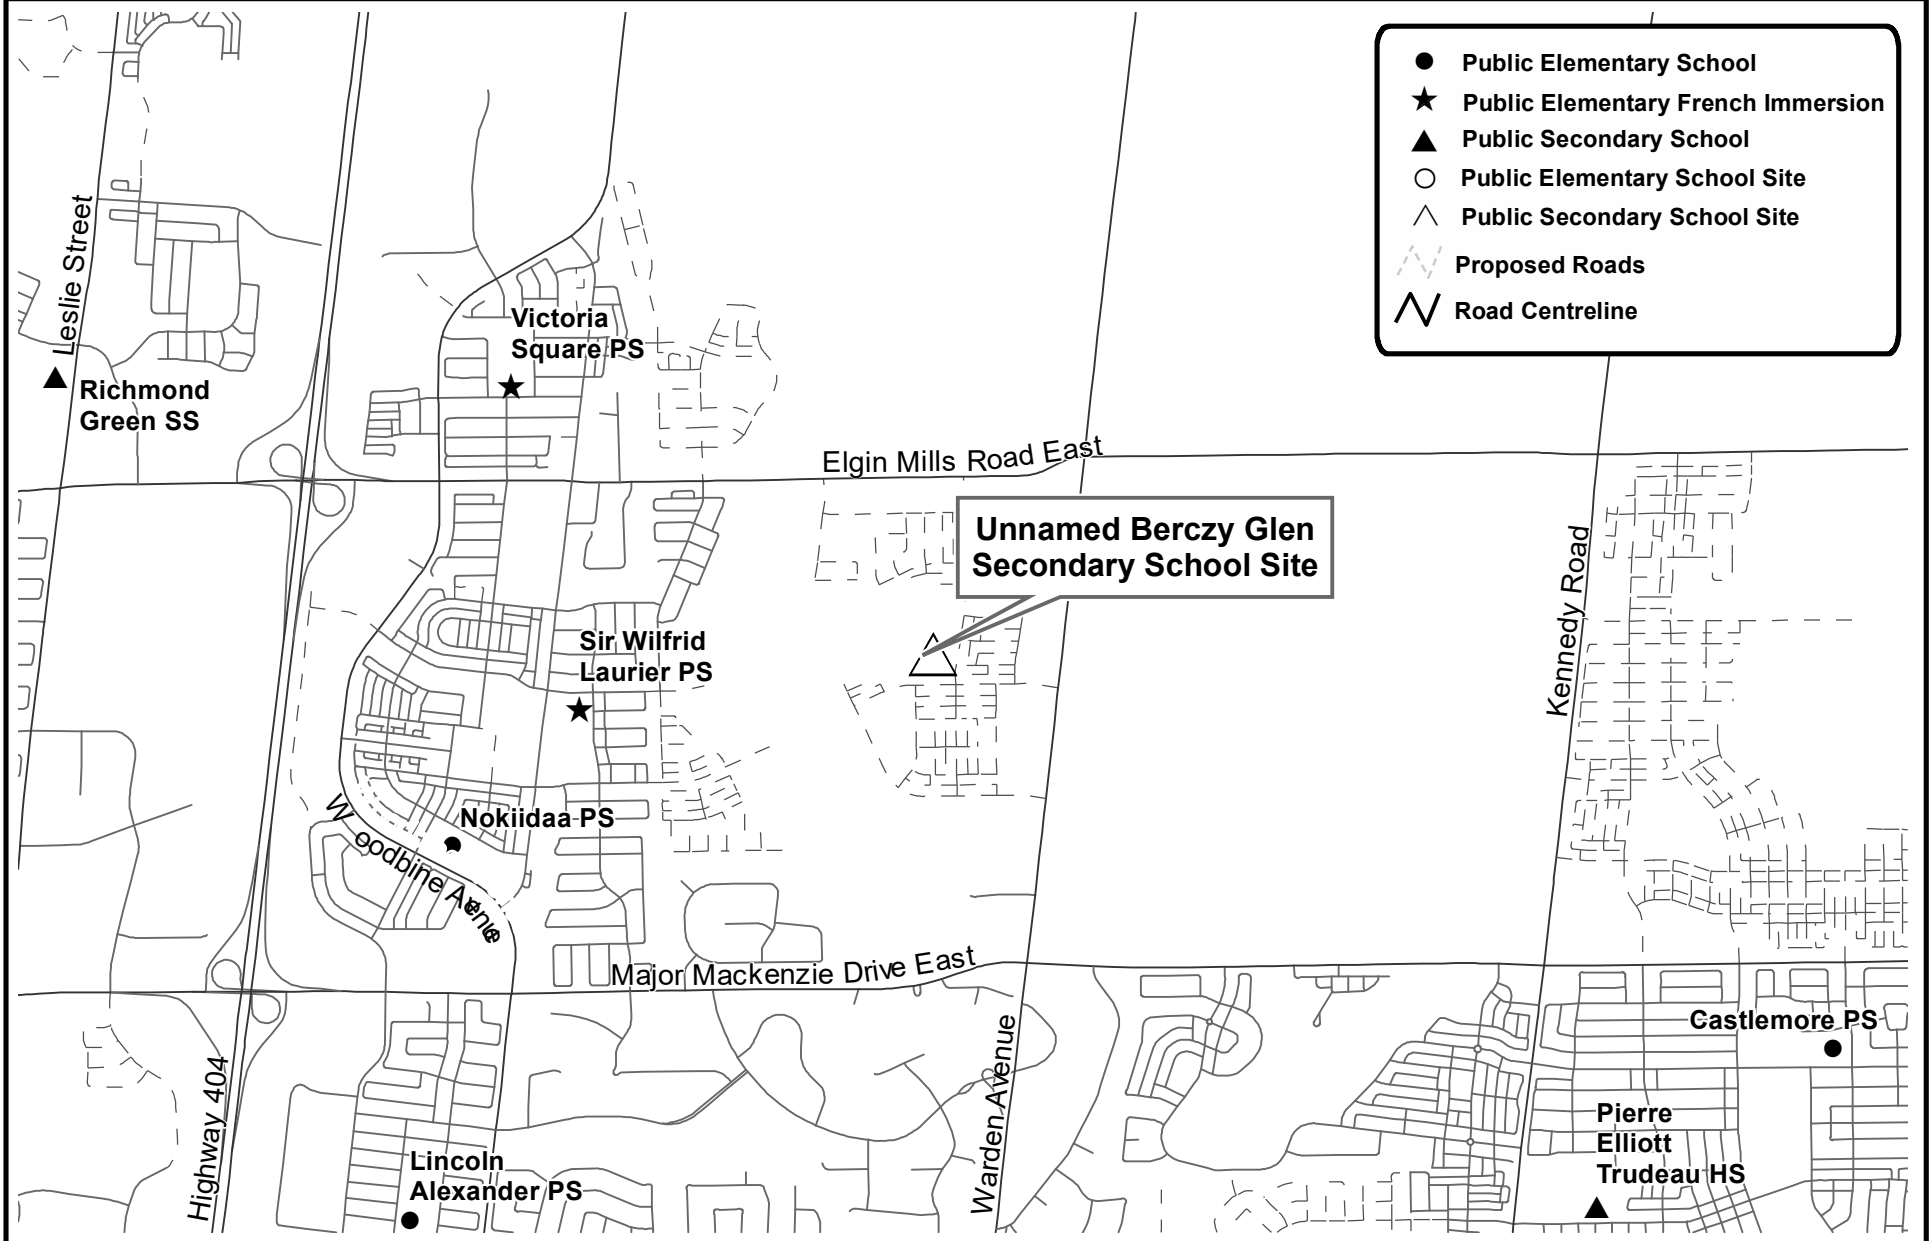 Public Elementary School
Public Elementary French Immersion
Public Secondary School
Public Elementary School Site
Public Secondary School Site
Proposed Roads
Road Centreline
Leslie Street
Victoria
Square PS
Richmond
Green SS
Elgin Mills Road East
Unnamed Berczy Glen
Secondary School Site
Kennedy Road
Sir Wilfrid
Laurier PS
Nokiidaa PS
Woodbine Avenue
Major Mackenzie Drive East
Castlemore PS
Warden Avenue
Highway 404
Pierre
Elliott
Trudeau HS
Lincoln
Alexander PS